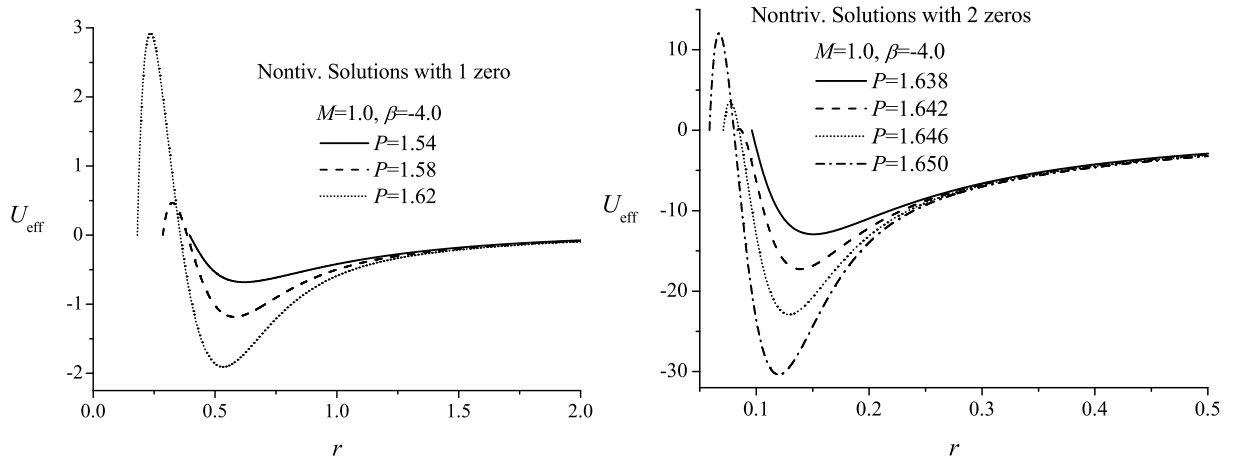 Nontiv. Solutions with 1 zero
M=1.0, β=-4.0
P=1.54
P=1.58
P=1.62
3
2
1
0
-1
-2
U_eff
0.0 0.5 1.0 1.5 2.0
r
Nontriv. Solutions with 2 zeros
M=1.0, β=-4.0
P=1.638
P=1.642
P=1.646
P=1.650
10
0
-10
-20
-30
U_eff
0.1 0.2 0.3 0.4 0.5
r